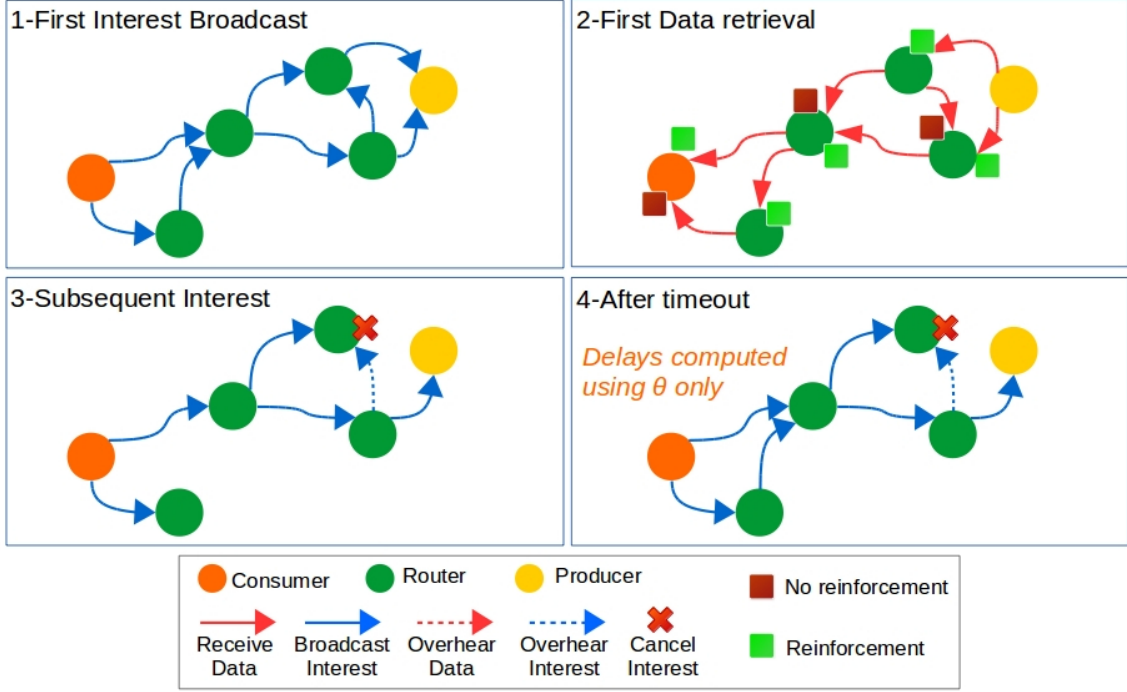 1-First Interest Broadcast
2-First Data retrieval
3-Subsequent Interest
4-After timeout
Delays computed
using θ only
Consumer
Router
Producer
No reinforcement
Receive
Data
Broadcast
Interest
Overhear
Data
Overhear
Interest
Cancel
Interest
Reinforcement